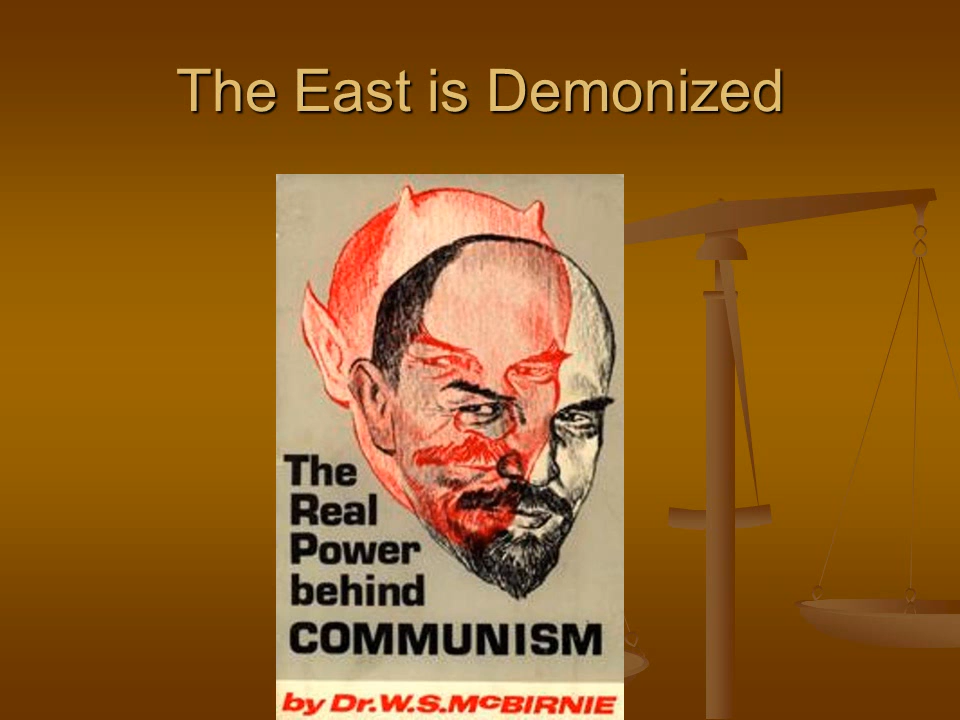 The East is Demonized
The
Real
Power
behind
COMMUNISM
by Dr.W.S.McBIRNIE